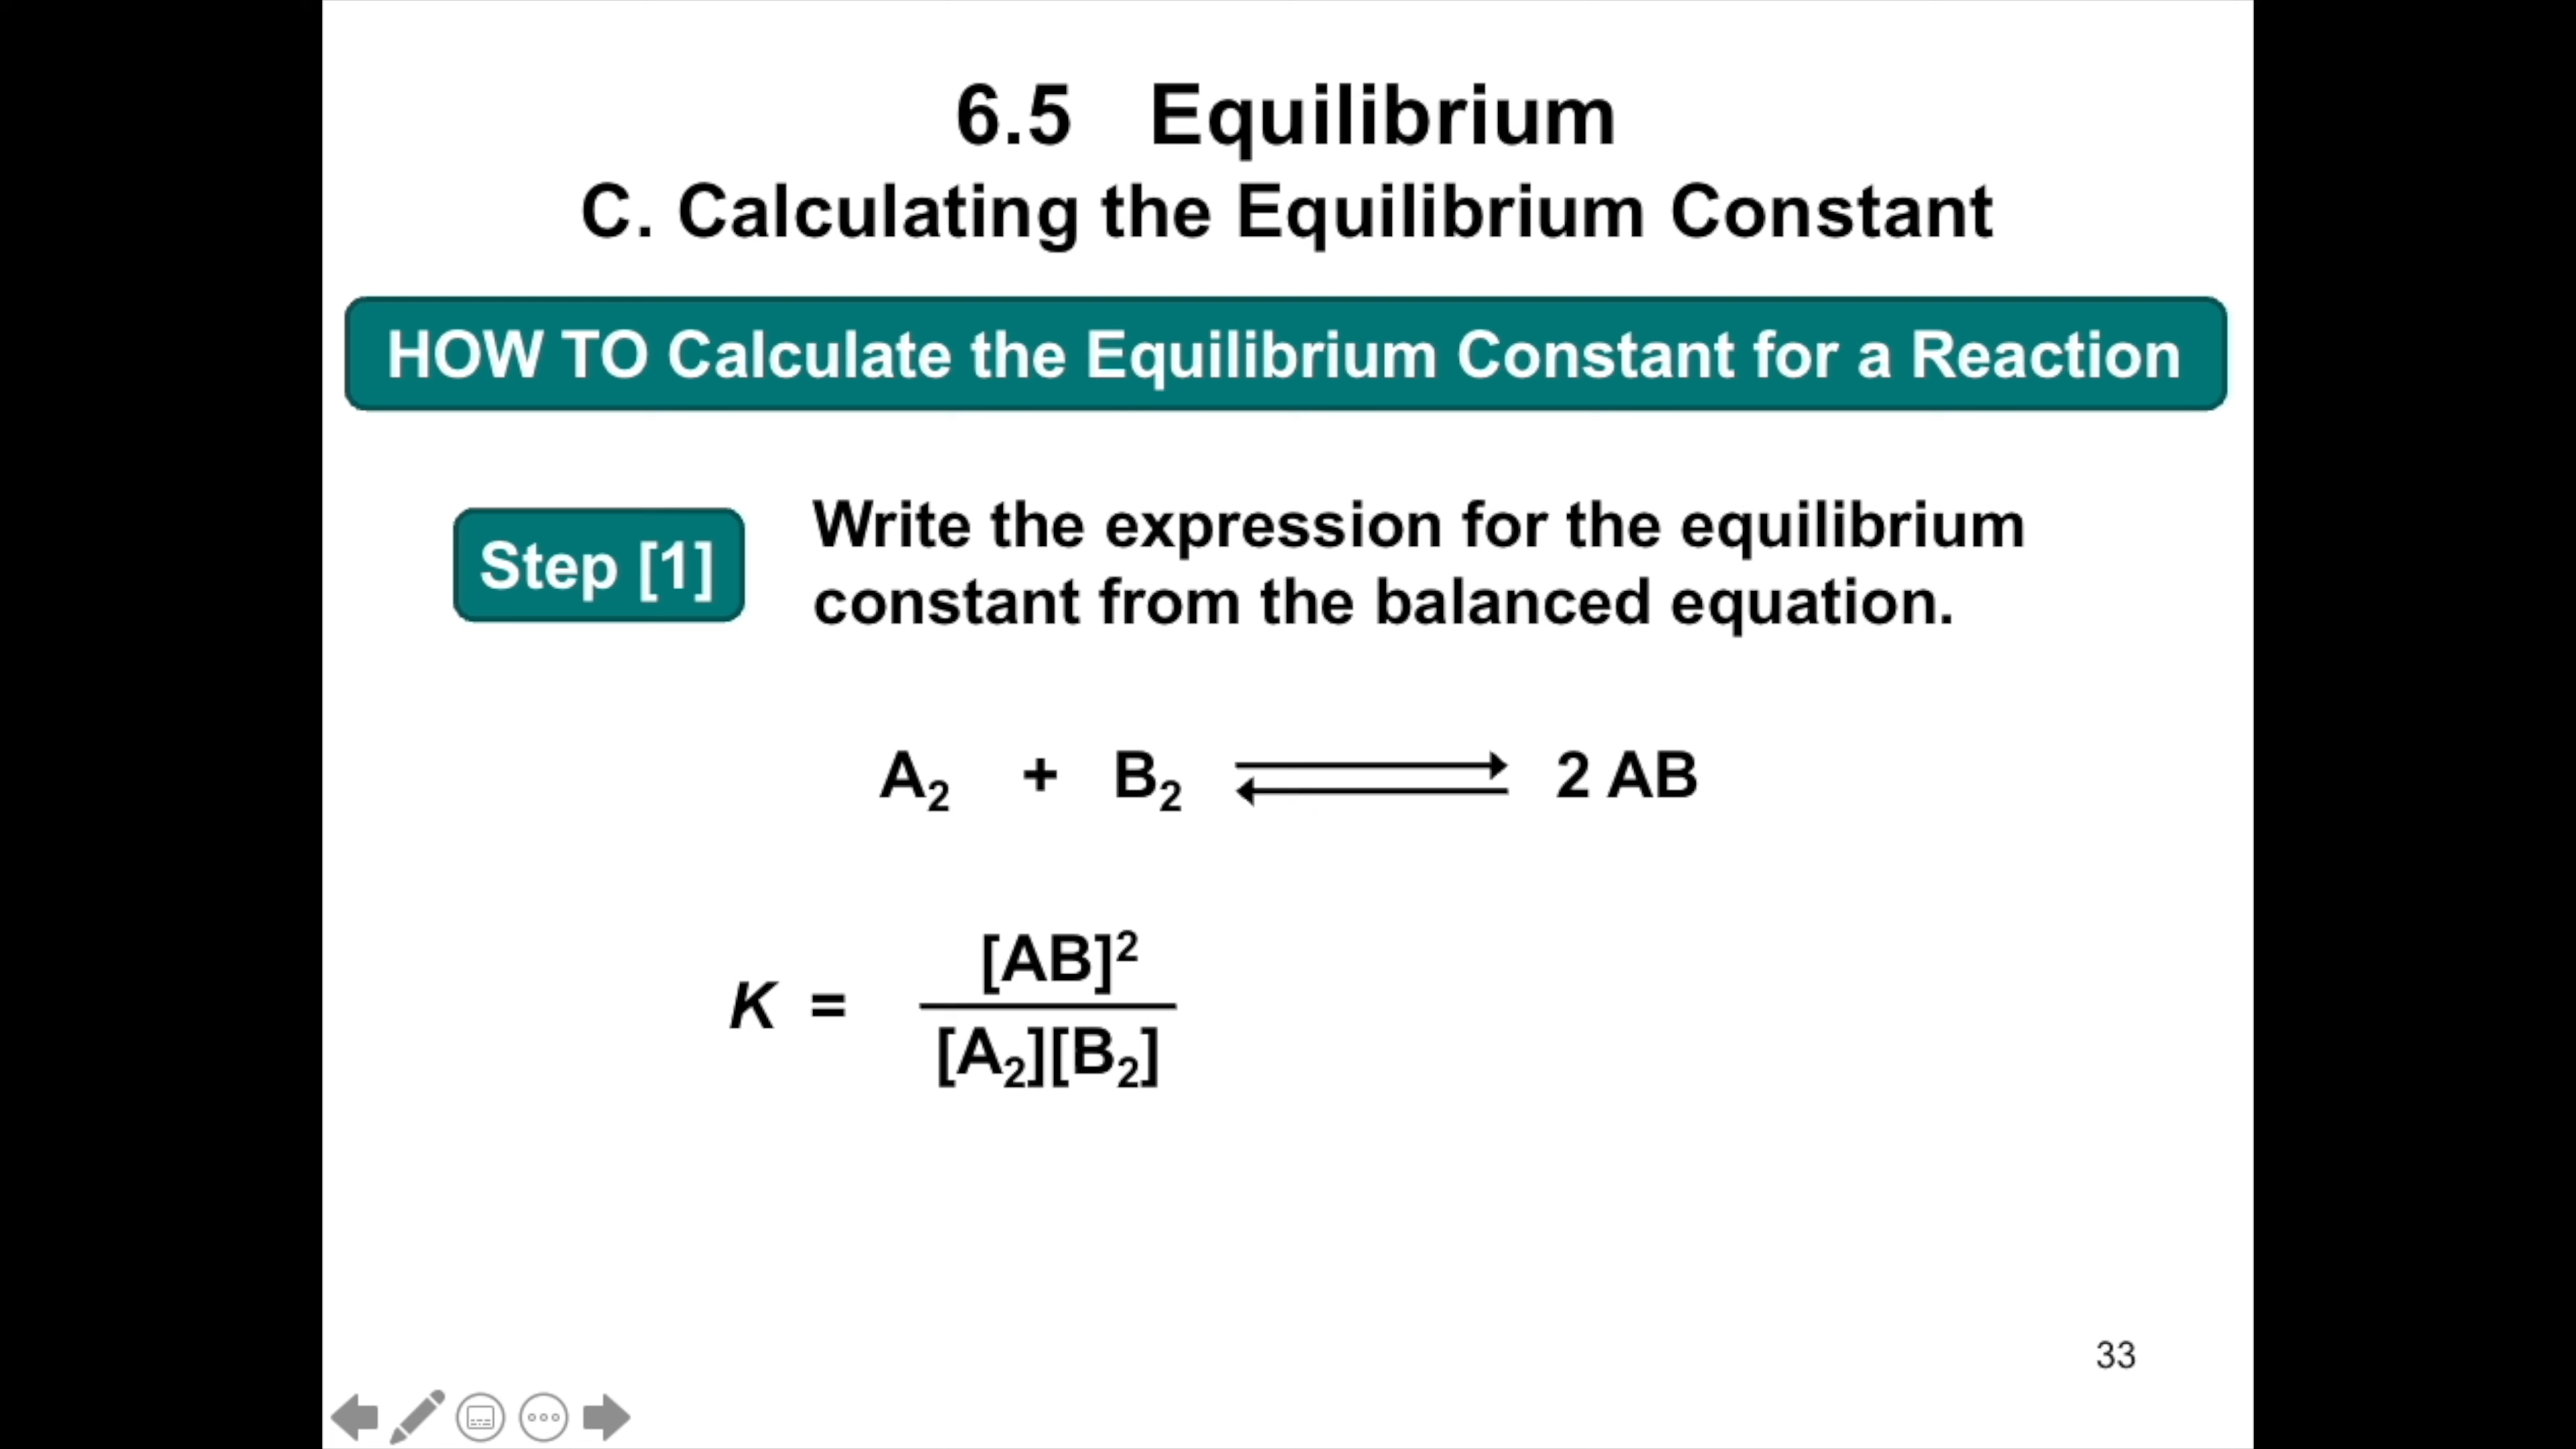 6.5 Equilibrium
C. Calculating the Equilibrium Constant
HOW TO Calculate the Equilibrium Constant for a Reaction
Step [1]
Write the expression for the equilibrium
constant from the balanced equation.
A₂ + B₂ ⇌ 2 AB
K = [AB]² / [A₂][B₂]
33